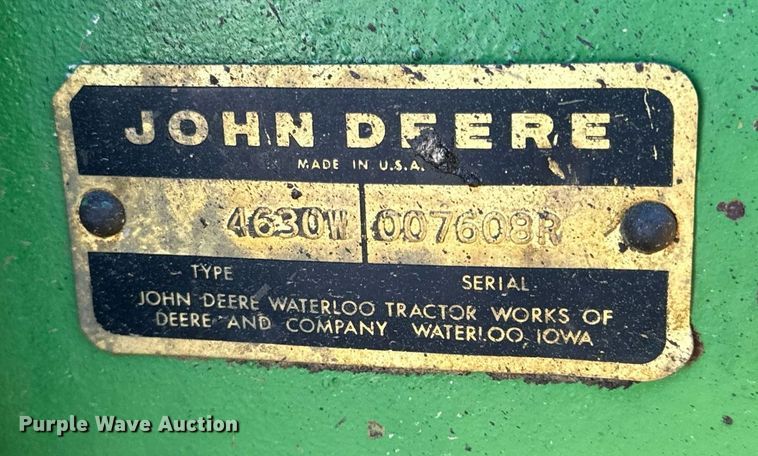 JOHN DEERE
MADE IN U.S.A.
4630W 007608R
TYPE SERIAL
JOHN DEERE WATERLOO TRACTOR WORKS OF
DEERE AND COMPANY WATERLOO, IOWA
Purple Wave Auction